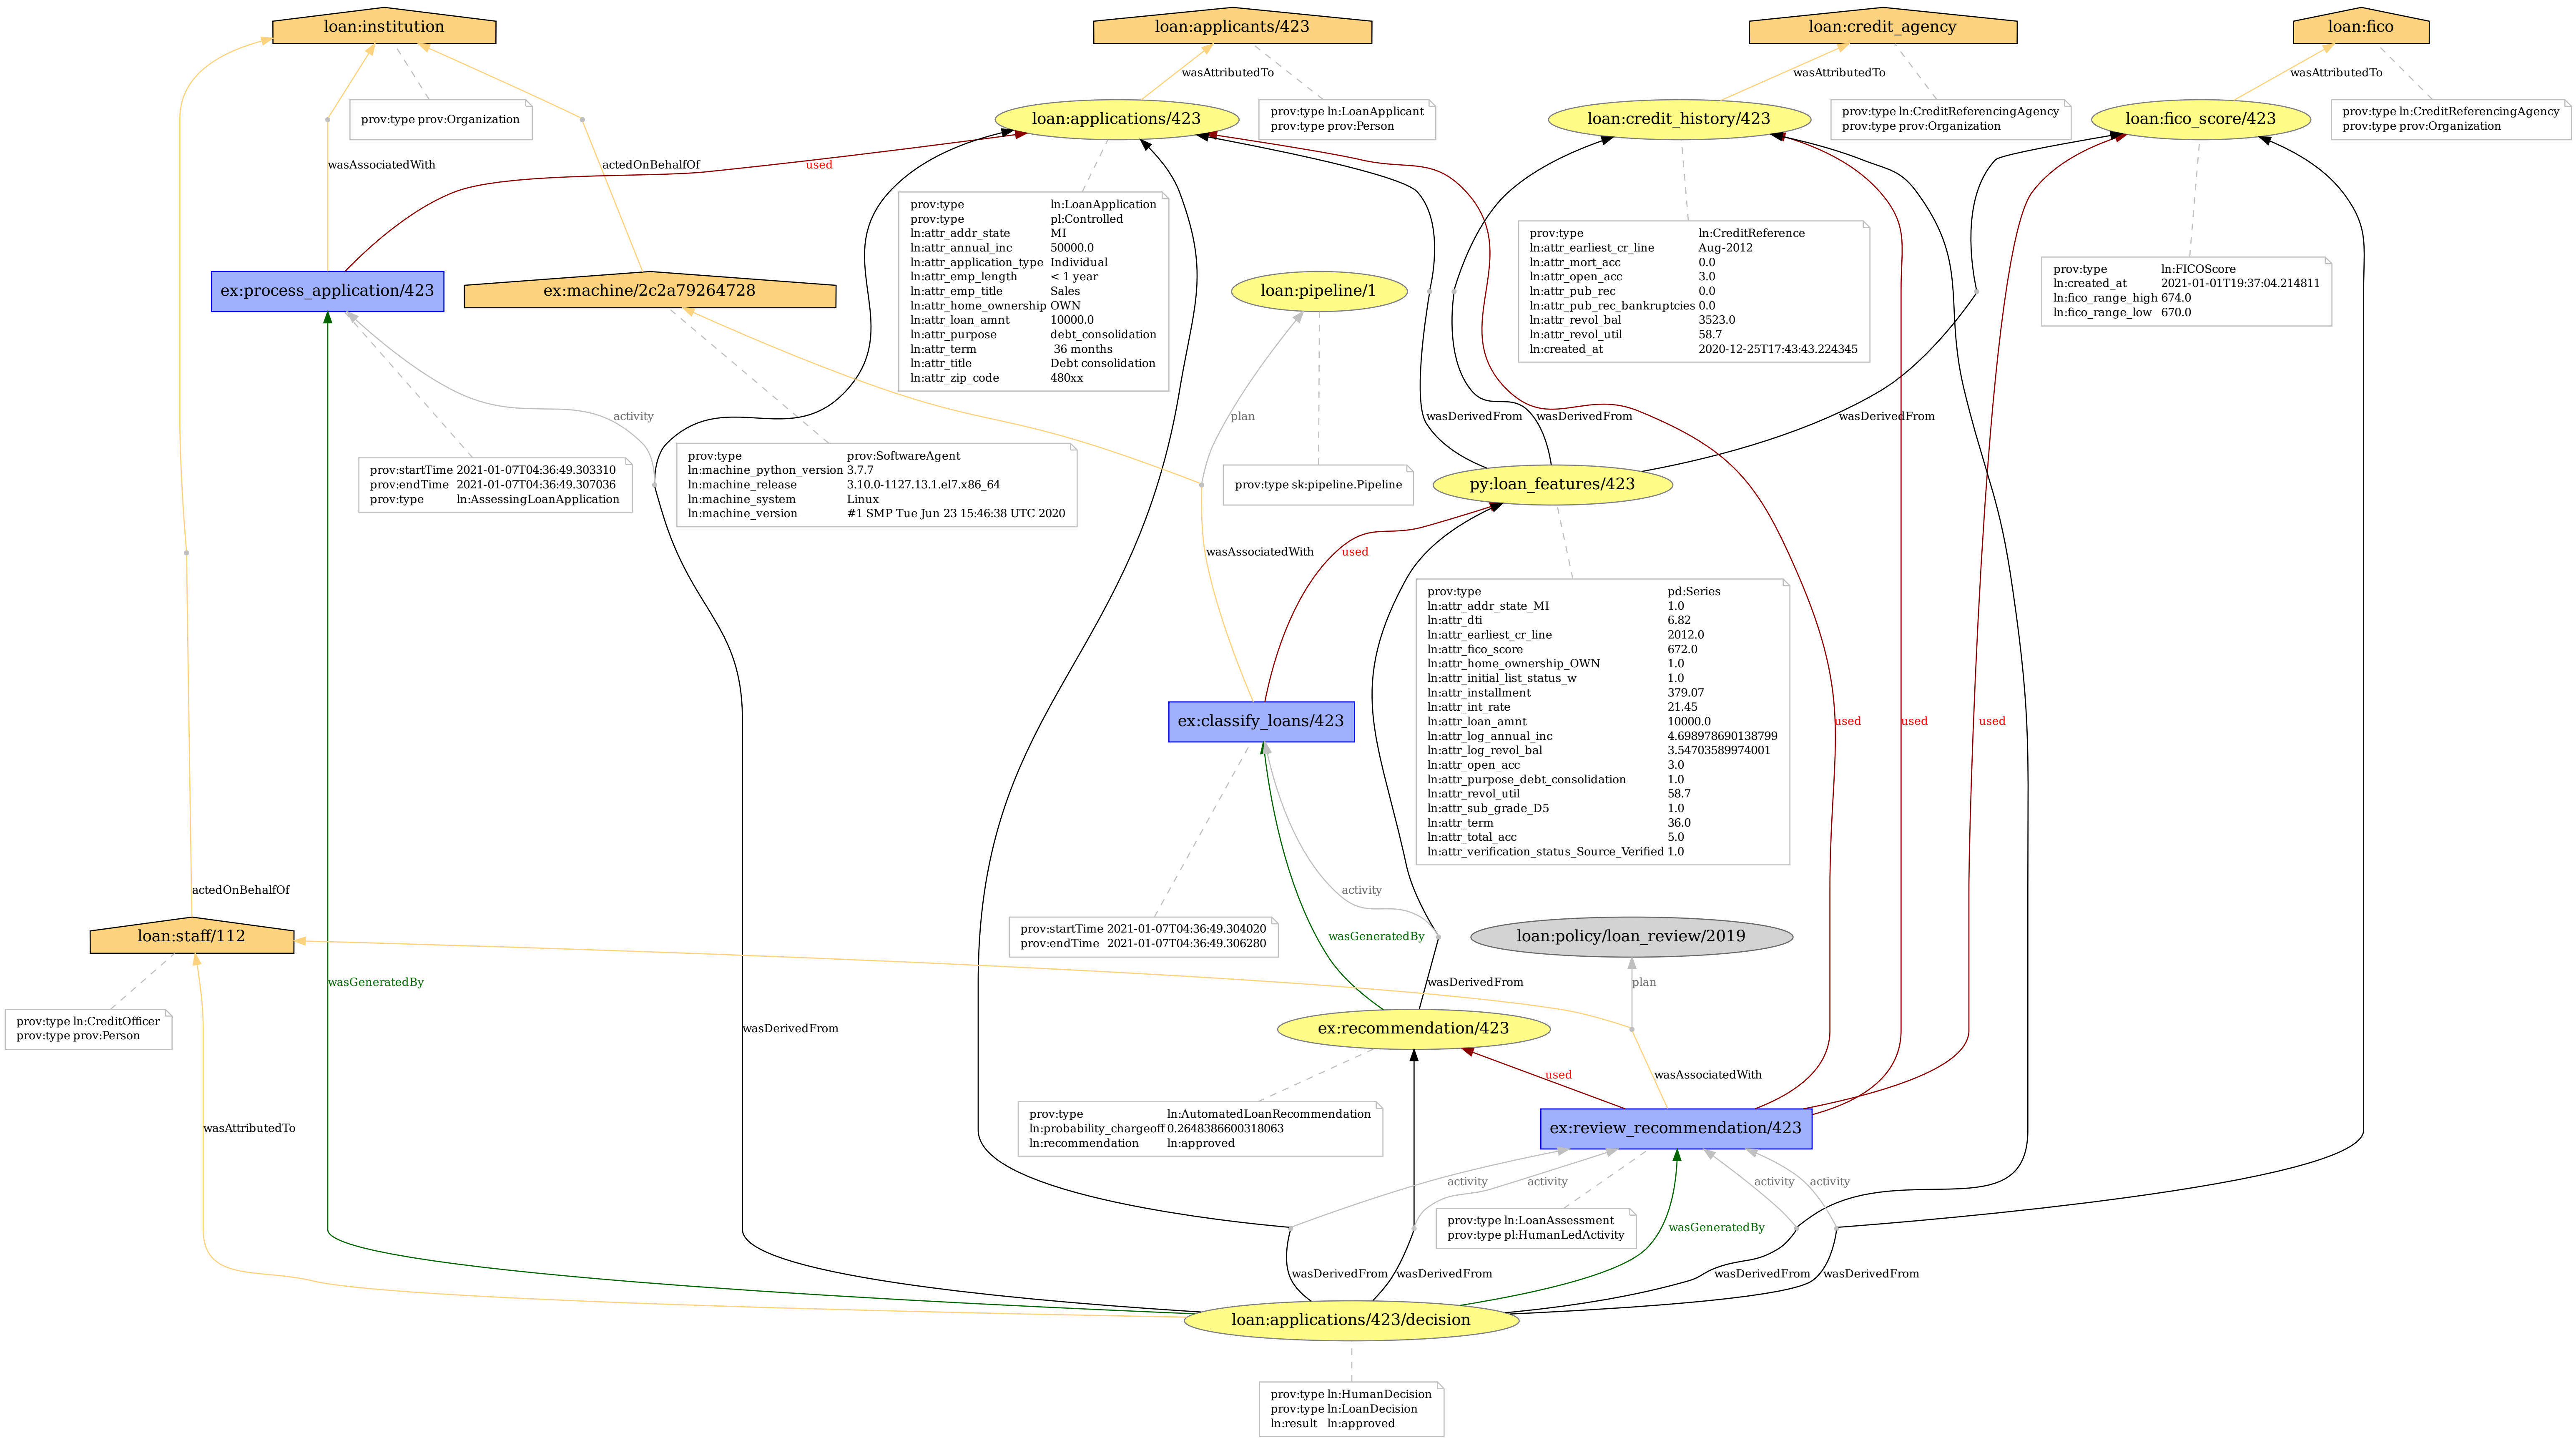 loan:institution
loan:applicants/423
loan:credit_agency
loan:fico
wasAttributedTo
wasAttributedTo
wasAttributedTo
prov:type prov:Organization
loan:applications/423
prov:type ln:LoanApplicant
prov:type prov:Person
loan:credit_history/423
prov:type ln:CreditReferencingAgency
prov:type prov:Organization
loan:fico_score/423
prov:type ln:CreditReferencingAgency
prov:type prov:Organization
wasAssociatedWith
actedOnBehalfOf
used
prov:type ln:LoanApplication
prov:type pl:Controlled
ln:attr_addr_state MI
ln:attr_annual_inc 50000.0
ln:attr_application_type Individual
ln:attr_emp_length < 1 year
ln:attr_emp_title Sales
ln:attr_home_ownership OWN
ln:attr_loan_amnt 10000.0
ln:attr_purpose debt_consolidation
ln:attr_term 36 months
ln:attr_title Debt consolidation
ln:attr_zip_code 480xx
prov:type ln:CreditReference
ln:attr_earliest_cr_line Aug-2012
ln:attr_mort_acc 0.0
ln:attr_open_acc 3.0
ln:attr_pub_rec 0.0
ln:attr_pub_rec_bankruptcies 0.0
ln:attr_revol_bal 3523.0
ln:attr_revol_util 58.7
ln:created_at 2020-12-25T17:43:43.224345
prov:type ln:FICOScore
ln:created_at 2021-01-01T19:37:04.214811
ln:fico_range_high 674.0
ln:fico_range_low 670.0
ex:process_application/423
ex:machine/2c2a79264728
loan:pipeline/1
activity
plan
wasDerivedFrom
wasDerivedFrom
wasDerivedFrom
prov:startTime 2021-01-07T04:36:49.303310
prov:endTime 2021-01-07T04:36:49.307036
prov:type ln:AssessingLoanApplication
prov:type prov:SoftwareAgent
ln:machine_python_version 3.7.7
ln:machine_release 3.10.0-1127.13.1.el7.x86_64
ln:machine_system Linux
ln:machine_version #1 SMP Tue Jun 23 15:46:38 UTC 2020
prov:type sk:pipeline.Pipeline
py:loan_features/423
wasAssociatedWith
used
prov:type pd:Series
ln:attr_addr_state_MI 1.0
ln:attr_dti 6.82
ln:attr_earliest_cr_line 2012.0
ln:attr_fico_score 672.0
ln:attr_home_ownership_OWN 1.0
ln:attr_initial_list_status_w 1.0
ln:attr_installment 379.07
ln:attr_int_rate 21.45
ln:attr_loan_amnt 10000.0
ln:attr_log_annual_inc 4.698978690138799
ln:attr_log_revol_bal 3.54703589974001
ln:attr_open_acc 3.0
ln:attr_purpose_debt_consolidation 1.0
ln:attr_revol_util 58.7
ln:attr_sub_grade_D5 1.0
ln:attr_term 36.0
ln:attr_total_acc 5.0
ln:attr_verification_status_Source_Verified 1.0
ex:classify_loans/423
used
used
used
actedOnBehalfOf
activity
loan:staff/112
prov:startTime 2021-01-07T04:36:49.304020
prov:endTime 2021-01-07T04:36:49.306280
wasGeneratedBy
loan:policy/loan_review/2019
wasGeneratedBy
wasDerivedFrom
plan
prov:type ln:CreditOfficer
prov:type prov:Person
wasDerivedFrom
ex:recommendation/423
used
wasAssociatedWith
prov:type ln:AutomatedLoanRecommendation
ln:probability_chargeoff 0.2648386600318063
ln:recommendation ln:approved
wasAttributedTo
ex:review_recommendation/423
activity
activity
activity
activity
prov:type ln:LoanAssessment
prov:type pl:HumanLedActivity
wasGeneratedBy
wasDerivedFrom
wasDerivedFrom
wasDerivedFrom
wasDerivedFrom
loan:applications/423/decision
prov:type ln:HumanDecision
prov:type ln:LoanDecision
ln:result ln:approved